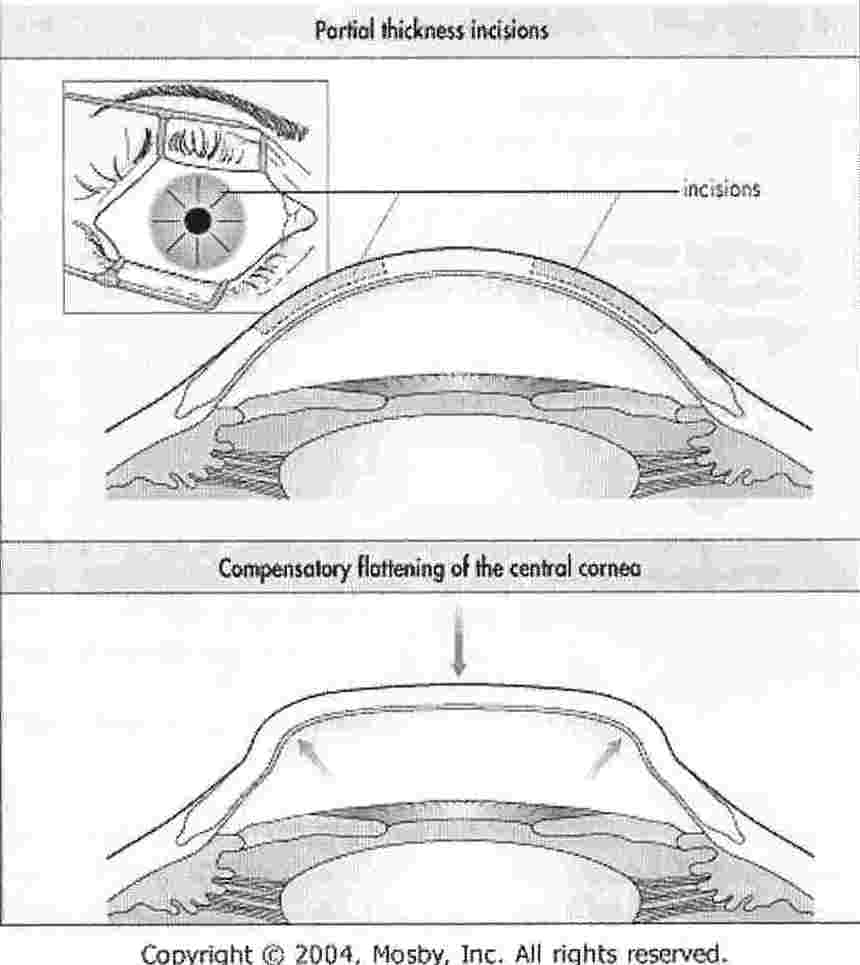 Partial thickness incisions
incisions
Compensatory flattening of the central cornea
Copyright © 2004, Mosby, Inc. All rights reserved.